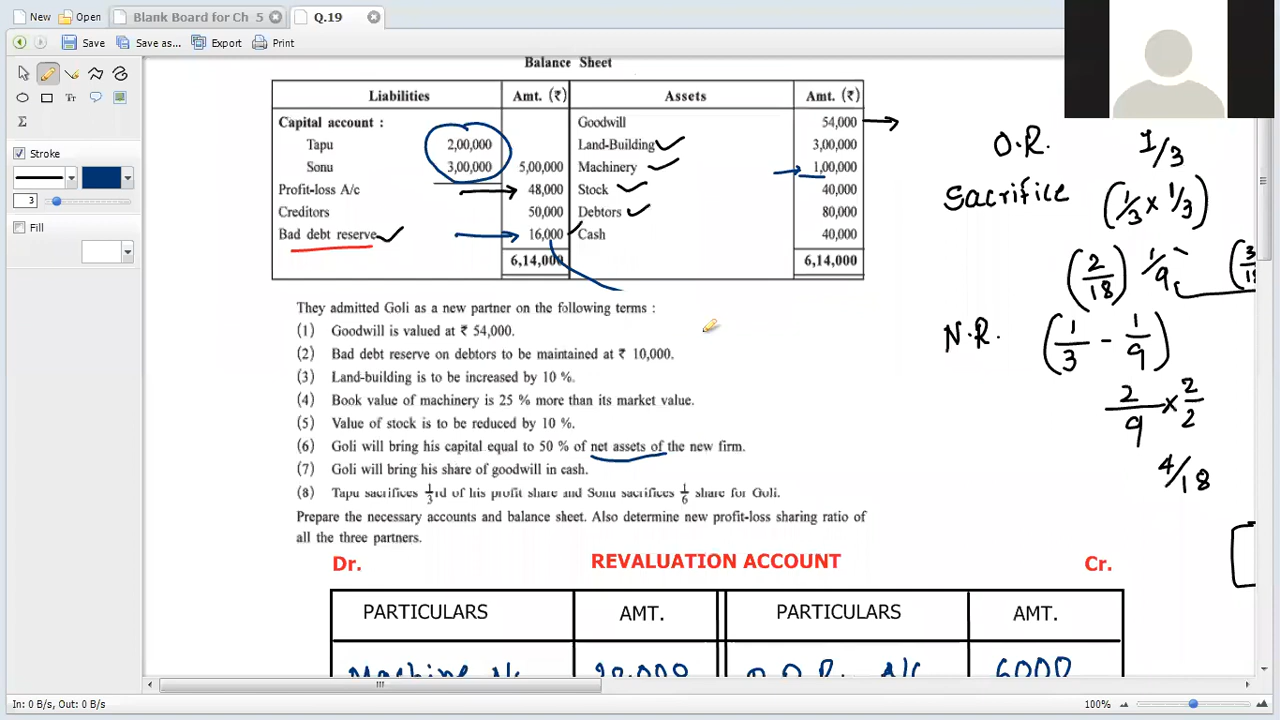 New Open Blank Board for Ch 5 Q.19
Save Save as... Export Print
Stroke
3
Fill
Balance Sheet
Liabilities Amt. (₹) Assets Amt. (₹)
Capital account : Goodwill 54,000
Tapu 2,00,000 Land-Building 3,00,000
Sonu 3,00,000 5,00,000 Machinery 1,00,000
Profit-loss A/c 48,000 Stock 40,000
Creditors 50,000 Debtors 80,000
Bad debt reserve 16,000 Cash 40,000
6,14,000 6,14,000
They admitted Goli as a new partner on the following terms :
(1) Goodwill is valued at ₹ 54,000.
(2) Bad debt reserve on debtors to be maintained at ₹ 10,000.
(3) Land-building is to be increased by 10 %.
(4) Book value of machinery is 25 % more than its market value.
(5) Value of stock is to be reduced by 10 %.
(6) Goli will bring his capital equal to 50 % of net assets of the new firm.
(7) Goli will bring his share of goodwill in cash.
(8) Tapu sacrifices 1/3rd of his profit share and Sonu sacrifices 1/6 share for Goli.
Prepare the necessary accounts and balance sheet. Also determine new profit-loss sharing ratio of
all the three partners.
O.R. 1/3
Sacrifice (1/3 × 1/3)
(2/18) 1/9
N.R. (1/3 - 1/9)
2/9 × 2/2
4/18
Dr. REVALUATION ACCOUNT Cr.
PARTICULARS AMT. PARTICULARS AMT.
Machine A/c 20,000 6000
In: 0 B/s, Out: 0 B/s 100%